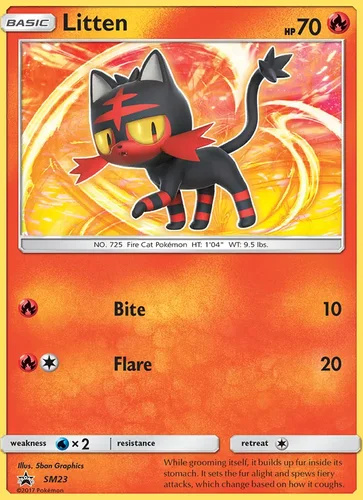 BASIC Litten HP 70
NO. 725 Fire Cat Pokémon HT: 1'04" WT: 9.5 lbs.
Bite 10
Flare 20
weakness ×2 resistance retreat
Illus. 5ban Graphics
SM23
©2017 Pokémon
While grooming itself, it builds up fur inside its
stomach. It sets the fur alight and spews fiery
attacks, which change based on how it coughs.